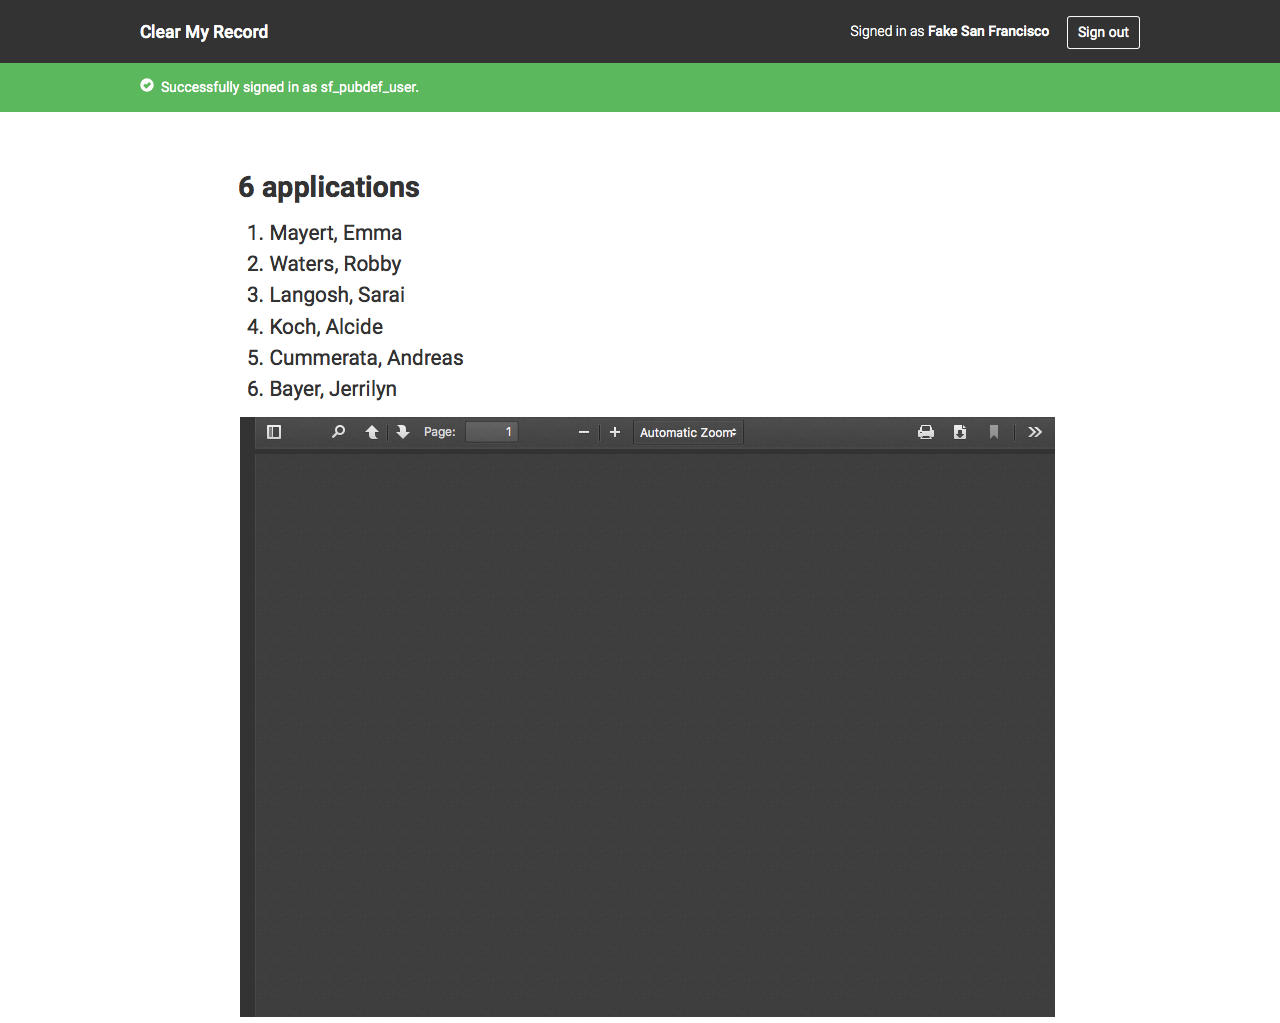 Clear My Record
Signed in as Fake San Francisco
Sign out
Successfully signed in as sf_pubdef_user.
6 applications
1. Mayert, Emma
2. Waters, Robby
3. Langosh, Sarai
4. Koch, Alcide
5. Cummerata, Andreas
6. Bayer, Jerrilyn
Page: 1
Automatic Zoom